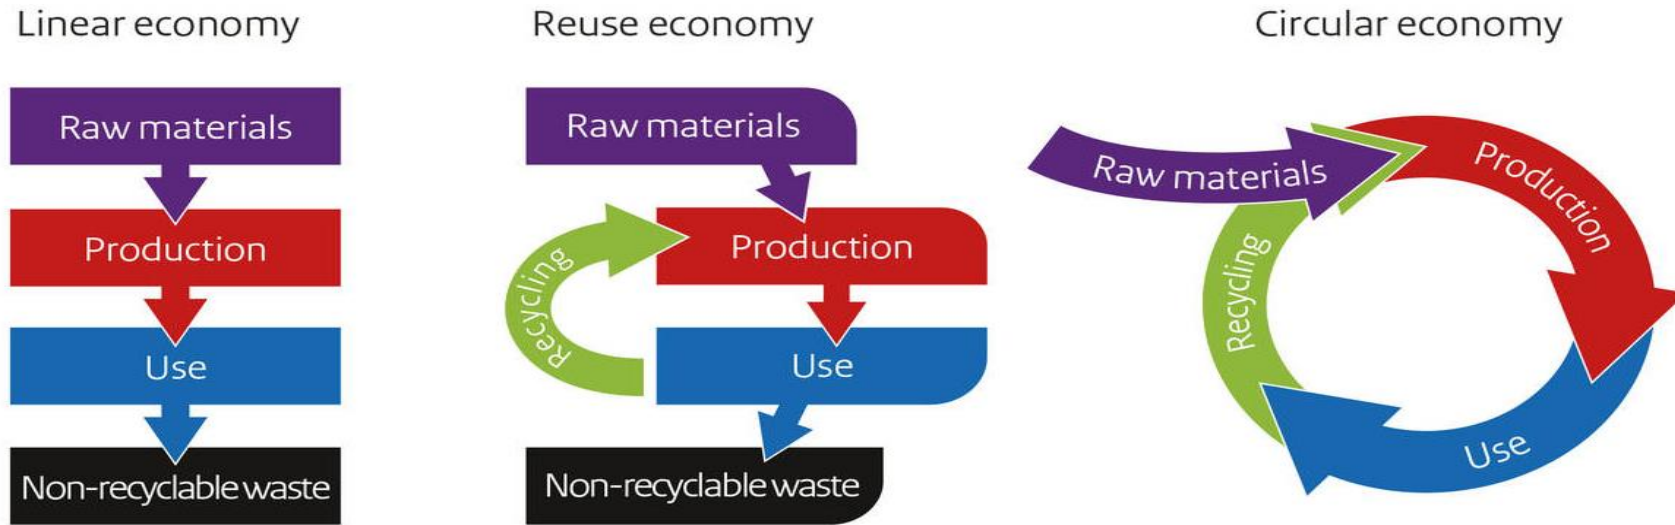 Linear economy
Raw materials
Production
Use
Non-recyclable waste
Reuse economy
Raw materials
Production
Recycling
Use
Non-recyclable waste
Circular economy
Raw materials
Production
Recycling
Use